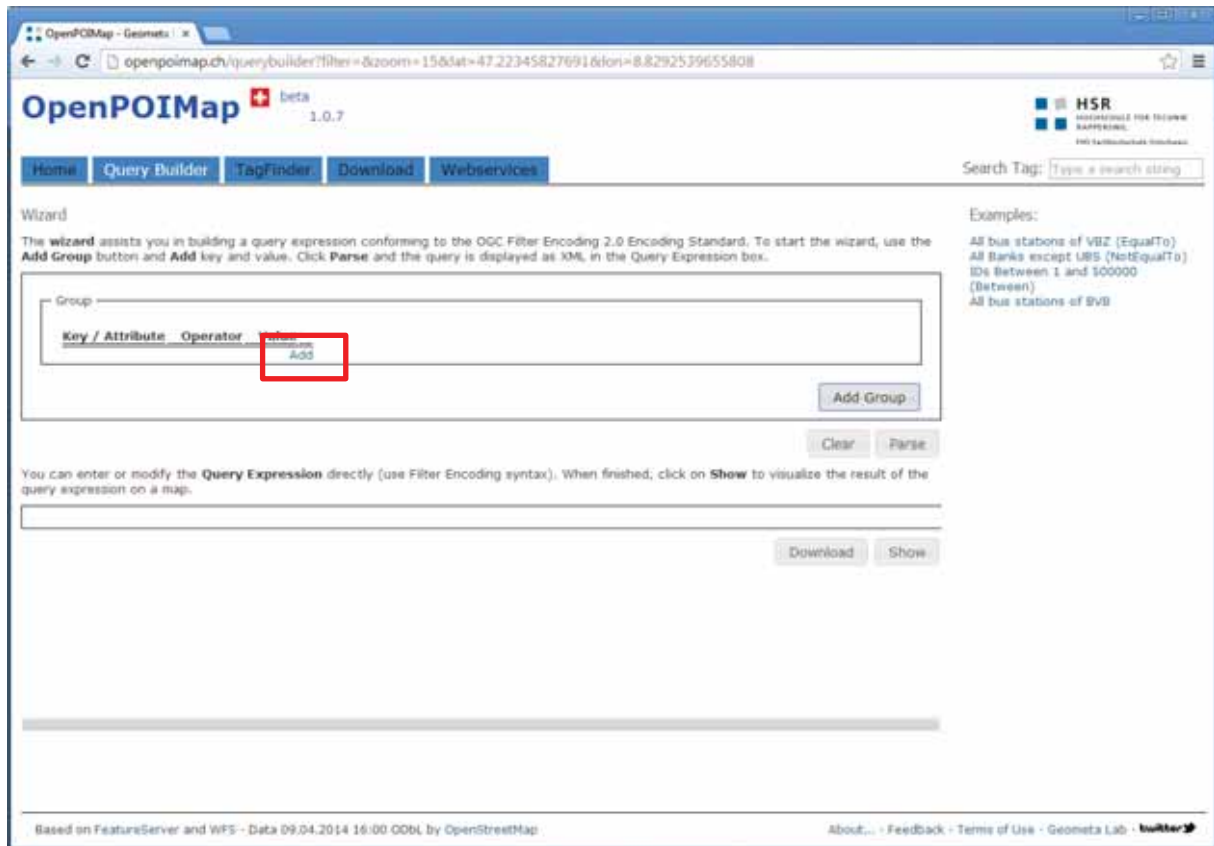 OpenPOIMap - Geometa
openpoimap.ch/querybuilder?filter=&zoom=15&lat=47.22345827691&lon=8.8292539655808
OpenPOIMap beta
1.0.7
HSR
HOCHSCHULE FÜR TECHNIK
RAPPERSWIL
Home Query Builder TagFinder Download Webservices
Search Tag: Type a search string
Wizard
The wizard assists you in building a query expression conforming to the OGC Filter Encoding 2.0 Encoding Standard. To start the wizard, use the
Add Group button and Add key and value. Click Parse and the query is displayed as XML in the Query Expression box.
Examples:
All bus stations of VBZ (EqualTo)
All Banks except UBS (NotEqualTo)
IDs Between 1 and 500000
(Between)
All bus stations of BVB
Group
Key / Attribute Operator Value
Add
Add Group
Clear Parse
You can enter or modify the Query Expression directly (use Filter Encoding syntax). When finished, click on Show to visualize the result of the
query expression on a map.
Download Show
Based on FeatureServer and WFS - Data 09.04.2014 16:00 ODbL by OpenStreetMap
About... - Feedback - Terms of Use - Geometa Lab - twitter